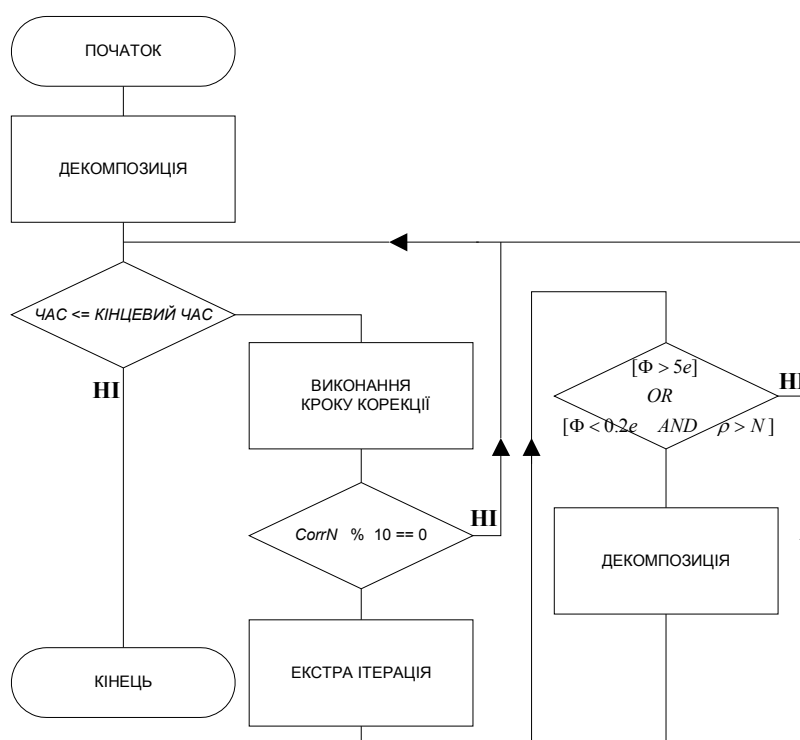 ПОЧАТОК
ДЕКОМПОЗИЦІЯ
ЧАС <= КІНЦЕВИЙ ЧАС
НІ
ВИКОНАННЯ
КРОКУ КОРЕКЦІЇ
CorrN % 10 == 0
НІ
ЕКСТРА ІТЕРАЦІЯ
КІНЕЦЬ
[Φ > 5e]
OR
[Φ < 0.2e AND ρ > N]
НІ
ДЕКОМПОЗИЦІЯ